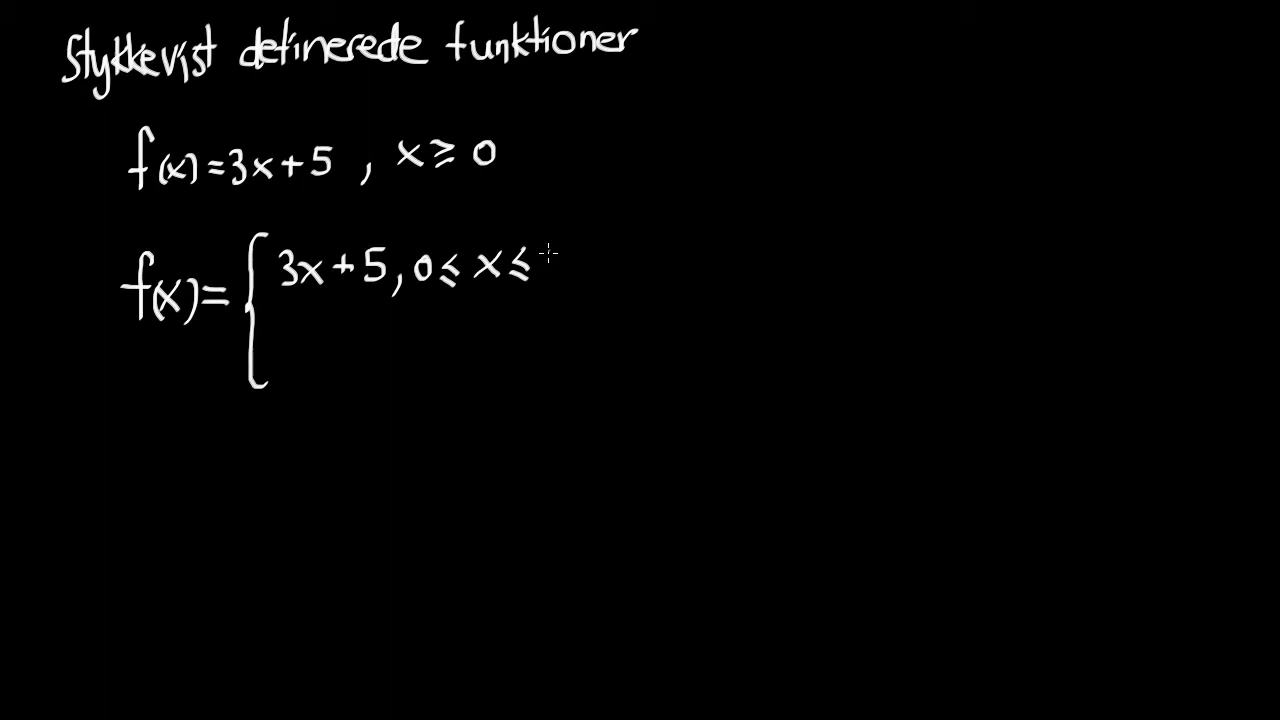 Stykkevist definerede funktioner
f(x) = 3x + 5 , x ≥ 0
f(x) = { 3x + 5 , 0 ≤ x ≤